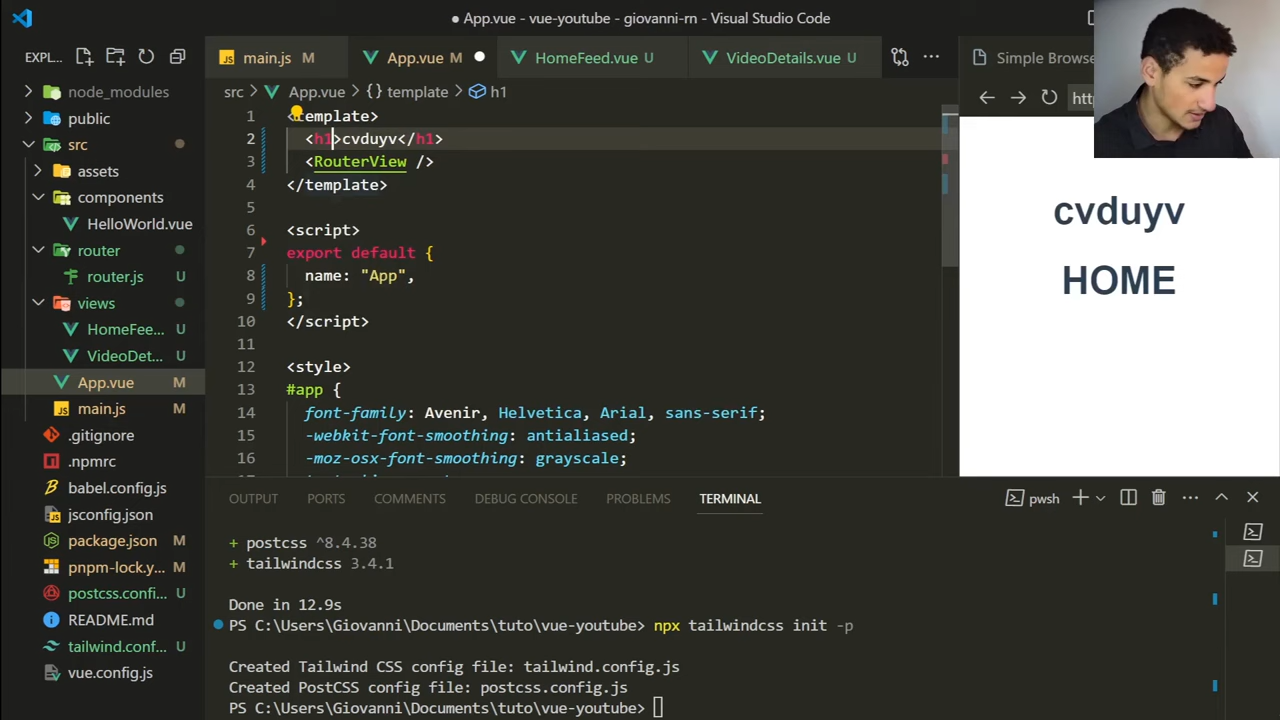 App.vue - vue-youtube - giovanni-rn - Visual Studio Code
EXPL...
main.js M
App.vue M
HomeFeed.vue U
VideoDetails.vue U
Simple Brows
src > App.vue > {} template > h1
htt
node_modules
public
src
assets
components
HelloWorld.vue
router
router.js U
views
HomeFee... U
VideoDet... U
App.vue M
main.js M
.gitignore
.npmrc
babel.config.js
jsconfig.json
package.json M
pnpm-lock.y... M
postcss.confi... U
README.md
tailwind.conf... U
vue.config.js
1 <template>
2 <h1>cvduyv</h1>
3 <RouterView />
4 </template>
5
6 <script>
7 export default {
8 name: "App",
9 };
10 </script>
11
12 <style>
13 #app {
14 font-family: Avenir, Helvetica, Arial, sans-serif;
15 -webkit-font-smoothing: antialiased;
16 -moz-osx-font-smoothing: grayscale;
cvduyv
HOME
OUTPUT PORTS COMMENTS DEBUG CONSOLE PROBLEMS TERMINAL
pwsh
+ postcss ^8.4.38
+ tailwindcss 3.4.1
Done in 12.9s
PS C:\Users\Giovanni\Documents\tuto\vue-youtube> npx tailwindcss init -p
Created Tailwind CSS config file: tailwind.config.js
Created PostCSS config file: postcss.config.js
PS C:\Users\Giovanni\Documents\tuto\vue-youtube>